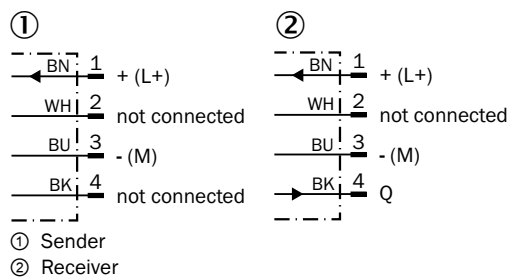 ① ②
BN 1 + (L+)
WH 2 not connected
BU 3 - (M)
BK 4 not connected
BN 1 + (L+)
WH 2 not connected
BU 3 - (M)
BK 4 Q
① Sender
② Receiver